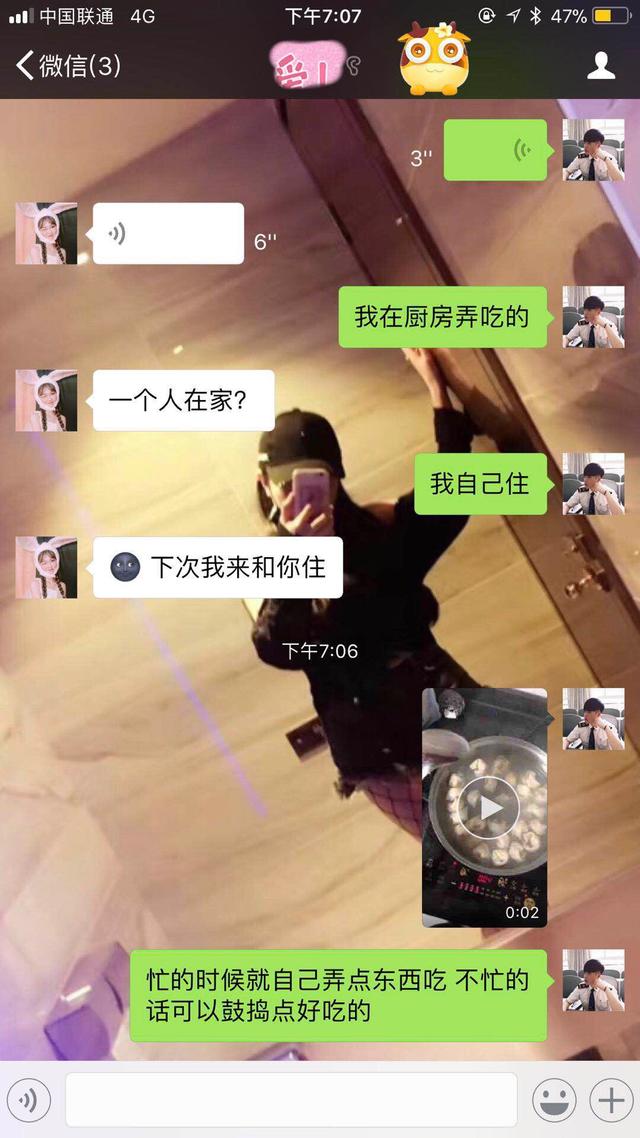 中国联通 4G 下午7:07 47%
微信(3)
3"
6"
我在厨房弄吃的
一个人在家?
我自己住
下次我来和你住
下午7:06
0:02
忙的时候就自己弄点东西吃 不忙的
话可以鼓捣点好吃的